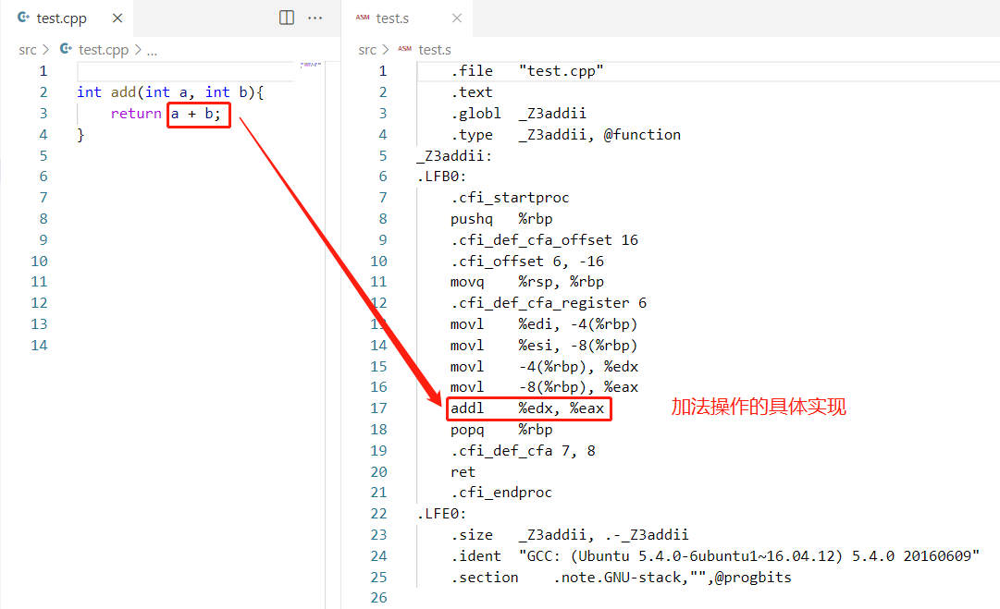 test.cpp
src > test.cpp > ...
1
2 int add(int a, int b){
3     return a + b;
4 }
5
6
7
8
9
10
11
12
13
14
ASM test.s
src > ASM test.s
1     .file   "test.cpp"
2     .text
3     .globl  _Z3addii
4     .type   _Z3addii, @function
5 _Z3addii:
6 .LFB0:
7     .cfi_startproc
8     pushq   %rbp
9     .cfi_def_cfa_offset 16
10     .cfi_offset 6, -16
11     movq    %rsp, %rbp
12     .cfi_def_cfa_register 6
13     movl    %edi, -4(%rbp)
14     movl    %esi, -8(%rbp)
15     movl    -4(%rbp), %edx
16     movl    -8(%rbp), %eax
17     addl    %edx, %eax
加法操作的具体实现
18     popq    %rbp
19     .cfi_def_cfa 7, 8
20     ret
21     .cfi_endproc
22 .LFE0:
23     .size   _Z3addii, .-_Z3addii
24     .ident  "GCC: (Ubuntu 5.4.0-6ubuntu1~16.04.12) 5.4.0 20160609"
25     .section    .note.GNU-stack,"",@progbits
26